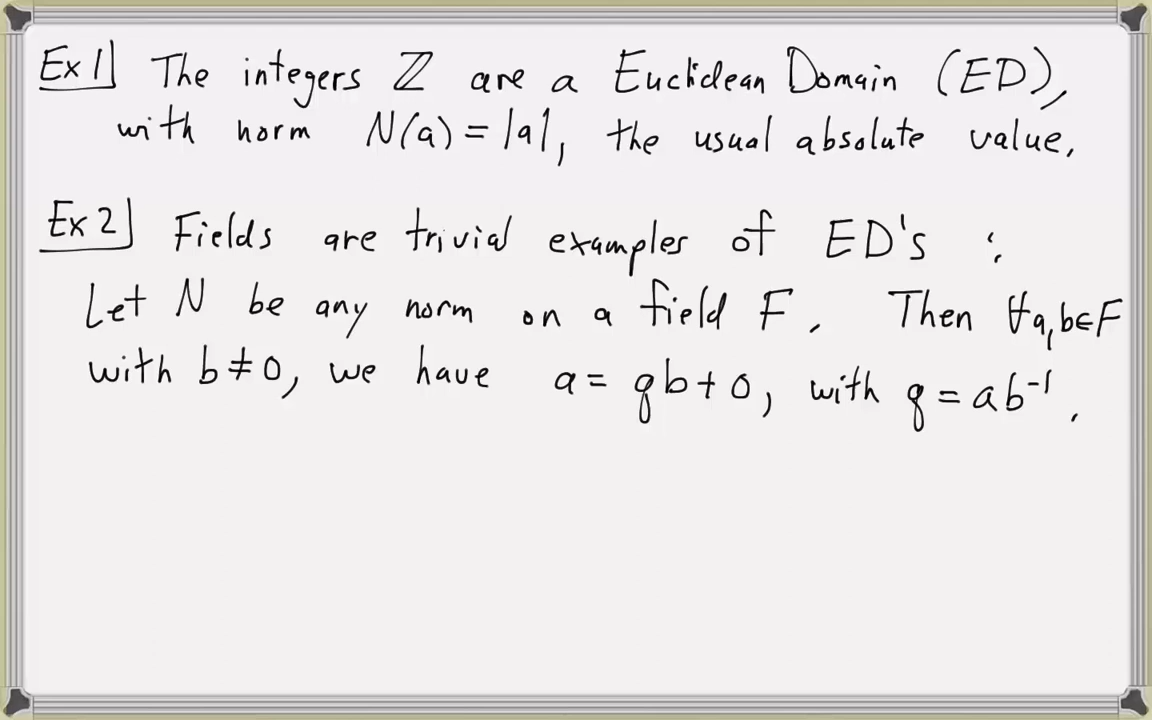 Ex 1] The integers ℤ are a Euclidean Domain (ED),
with norm N(a) = |a|, the usual absolute value.
Ex 2] Fields are trivial examples of ED's :
Let N be any norm on a field F. Then ∀a,b∈F
with b≠0, we have a = qb + 0, with q = ab⁻¹.